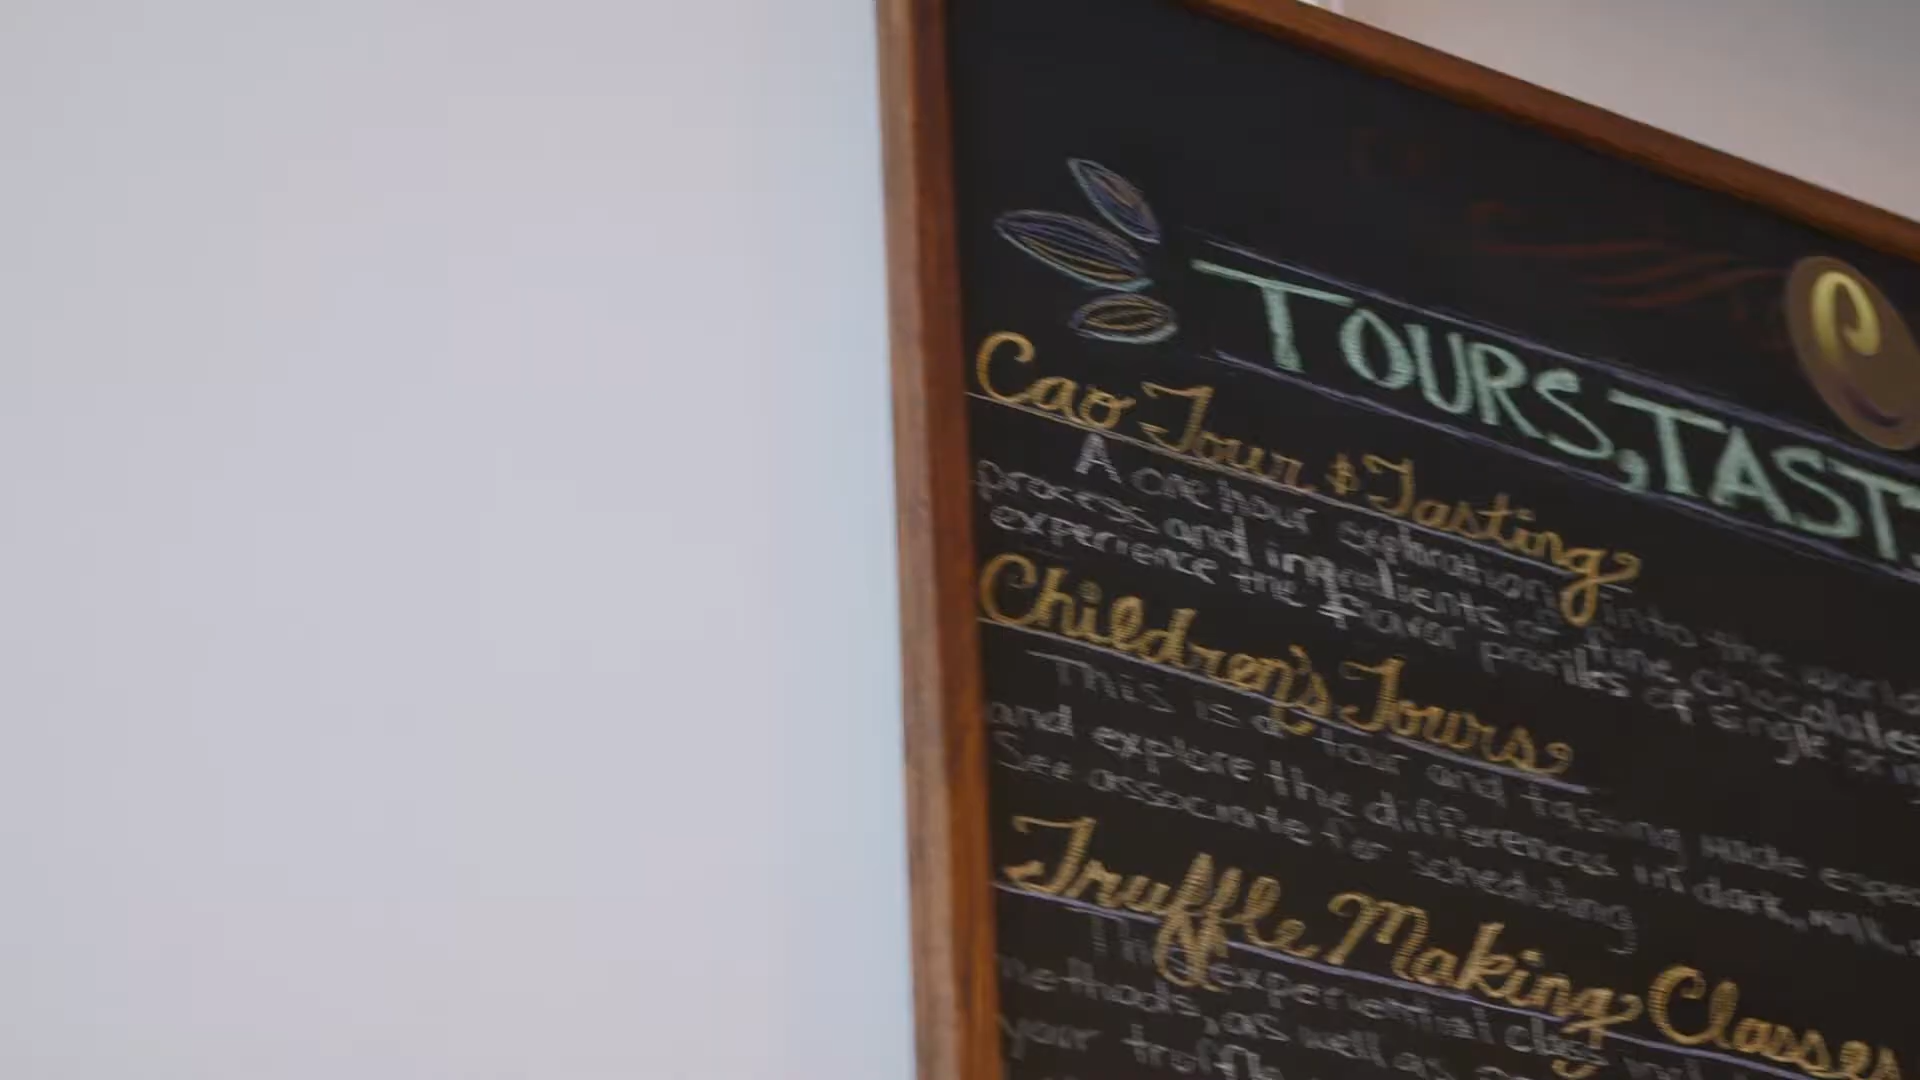 TOURS, TAST
Cao Tour & Tasting
A one hour exploration into the world
process and ingredients of fine chocolates
experience the flavor profiles of single
Children's Tours
This is a tour and tasting made espe
and explore the differences in dark, milk,
See associate for scheduling
Truffle Making Classes
This experiential class
methods, as well as
your truffle